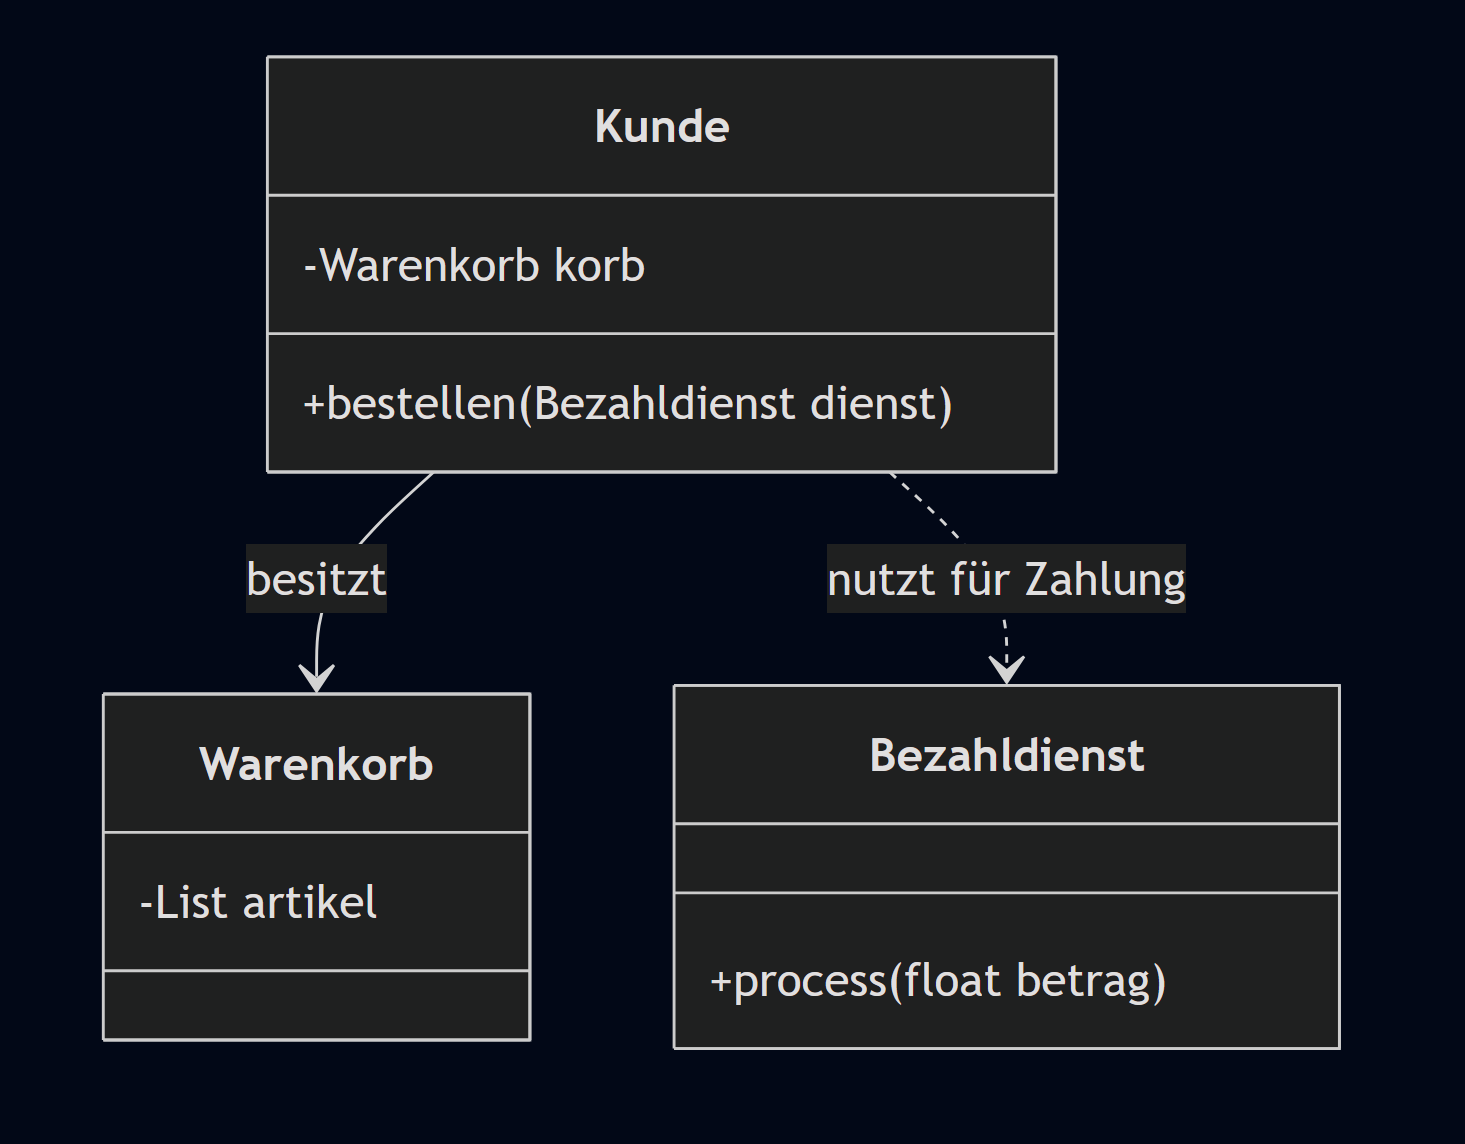 Kunde
-Warenkorb korb
+bestellen(Bezahldienst dienst)
besitzt
nutzt für Zahlung
Warenkorb
-List artikel
Bezahldienst
+process(float betrag)